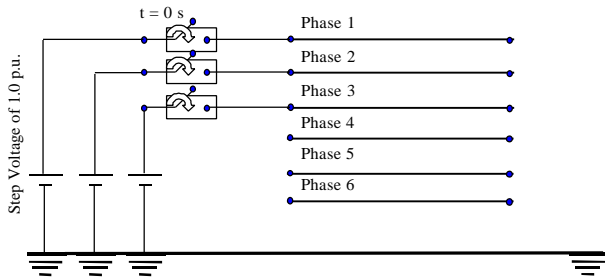 t = 0 s
Phase 1
Phase 2
Phase 3
Phase 4
Phase 5
Phase 6
Step Voltage of 1.0 p.u.